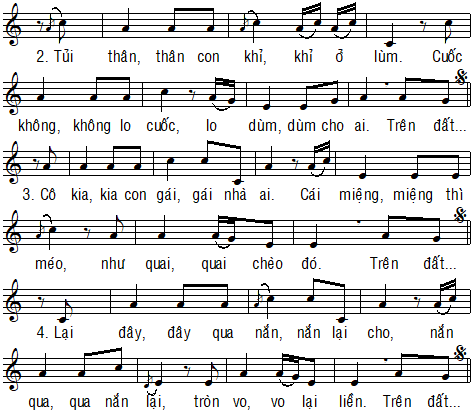 2. Tủi thân, thân con khỉ, khỉ ở lùm. Cuốc
không, không lo cuốc, lo dùm, dùm cho ai. Trên đất...
3. Cô kia, kia con gái, gái nhà ai. Cái miệng, miệng thì
méo, như quai, quai chèo đó. Trên đất...
4. Lại đây, đây qua nắn, nắn lại cho, nắn
qua, qua nắn lại, tròn vo, vo lại liền. Trên đất...